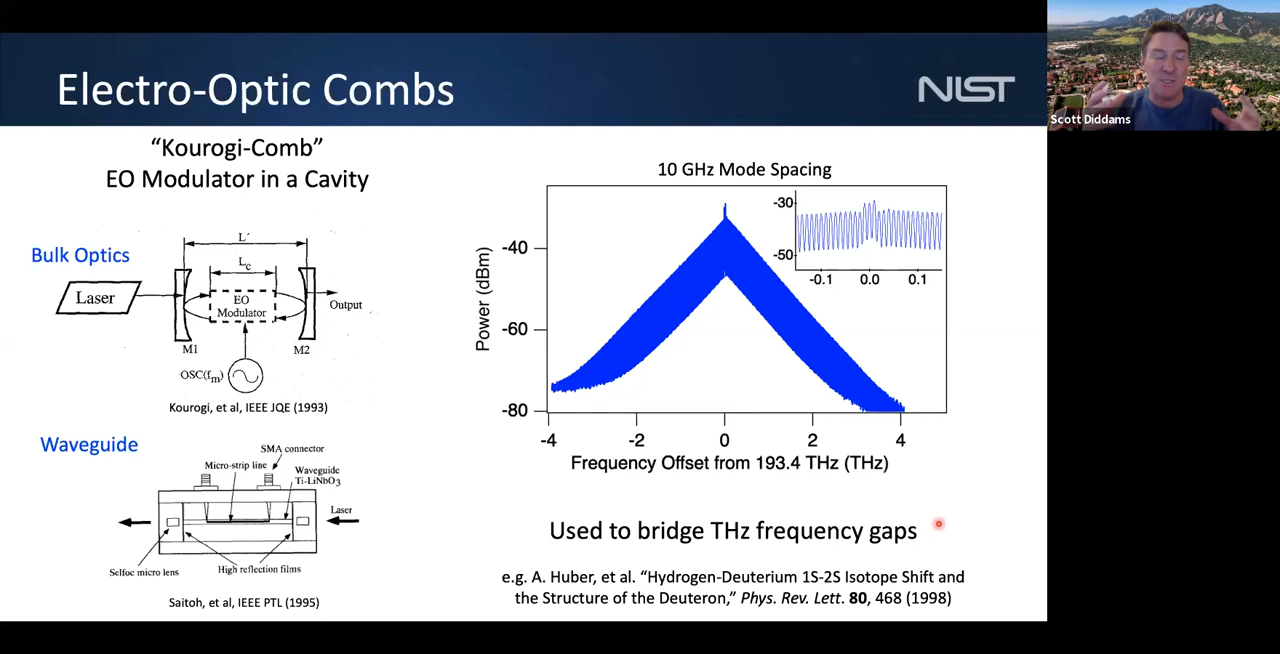 Electro-Optic Combs
NIST
Scott Diddams
“Kourogi-Comb”
EO Modulator in a Cavity
Bulk Optics
L′
Lc
Laser
EO
Modulator
Output
M1
M2
OSC(fm)
Kourogi, et al, IEEE JQE (1993)
Waveguide
SMA connector
Micro-strip line
Waveguide
Ti-LiNbO3
Laser
Selfoc micro lens
High reflection films
Saitoh, et al, IEEE PTL (1995)
10 GHz Mode Spacing
-30
-50
-0.1 0.0 0.1
Power (dBm)
-40
-60
-80
-4 -2 0 2 4
Frequency Offset from 193.4 THz (THz)
Used to bridge THz frequency gaps
e.g. A. Huber, et al. “Hydrogen-Deuterium 1S-2S Isotope Shift and
the Structure of the Deuteron,” Phys. Rev. Lett. 80, 468 (1998)